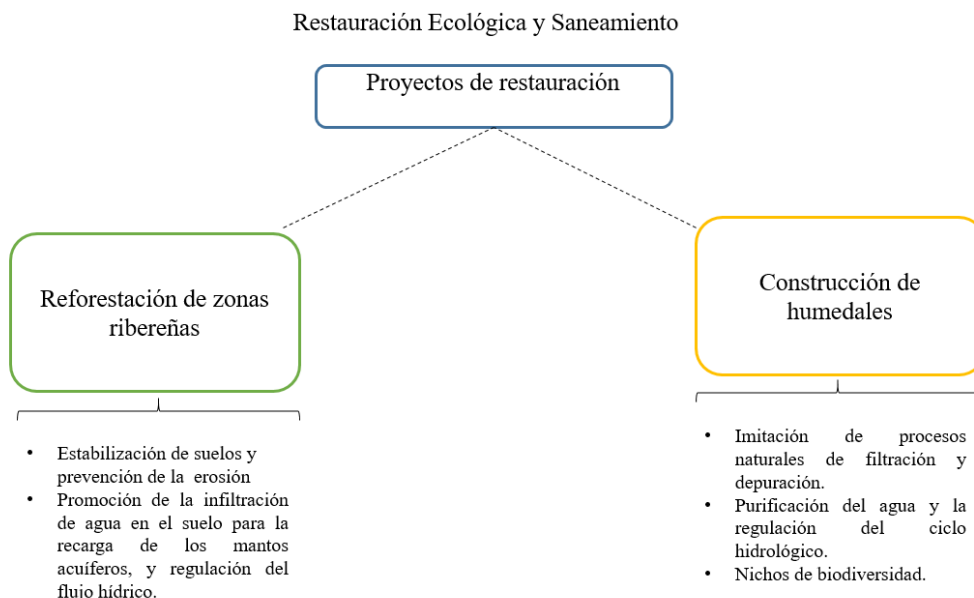 Restauración Ecológica y Saneamiento
Proyectos de restauración
Reforestación de zonas
ribereñas
• Estabilización de suelos y
prevención de la erosión
• Promoción de la infiltración
de agua en el suelo para la
recarga de los mantos
acuíferos, y regulación del
flujo hídrico.
Construcción de
humedales
• Imitación de procesos
naturales de filtración y
depuración.
• Purificación del agua y la
regulación del ciclo
hidrológico.
• Nichos de biodiversidad.